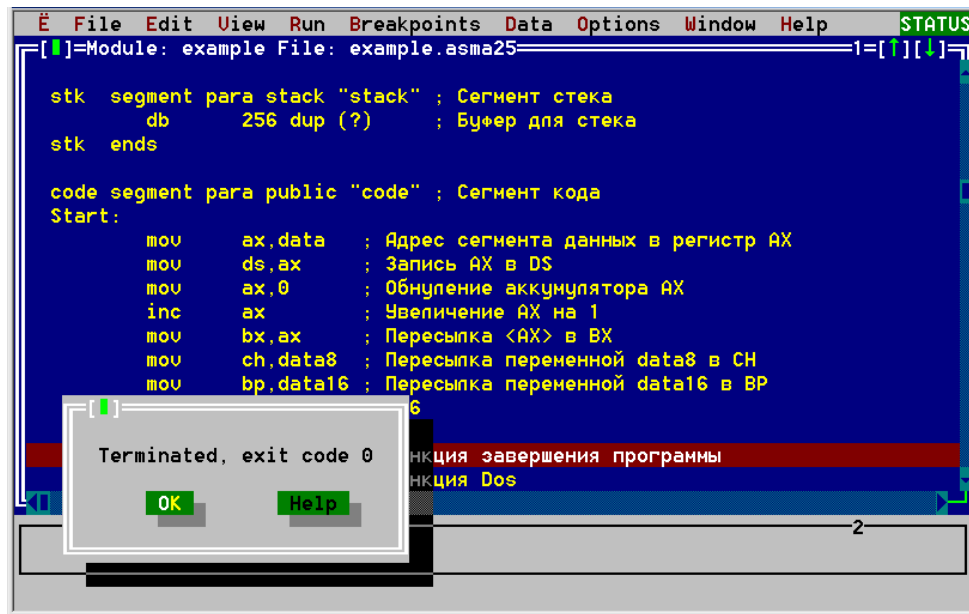 Ë File Edit View Run Breakpoints Data Options Window Help STATUS
[▮]=Module: example File: example.asma25 1=[↑][↓]
stk segment para stack "stack" ; Сегмент стека
db 256 dup (?) ; Буфер для стека
stk ends
code segment para public "code" ; Сегмент кода
Start:
mov ax,data ; Адрес сегмента данных в регистр AX
mov ds,ax ; Запись AX в DS
mov ax,0 ; Обнуление аккумулятора AX
inc ax ; Увеличение AX на 1
mov bx,ax ; Пересылка <AX> в BX
mov ch,data8 ; Пересылка переменной data8 в CH
mov bp,data16 ; Пересылка переменной data16 в BP
6
нкция завершения программы
нкция Dos
[▮]
Terminated, exit code 0
OK Help
2